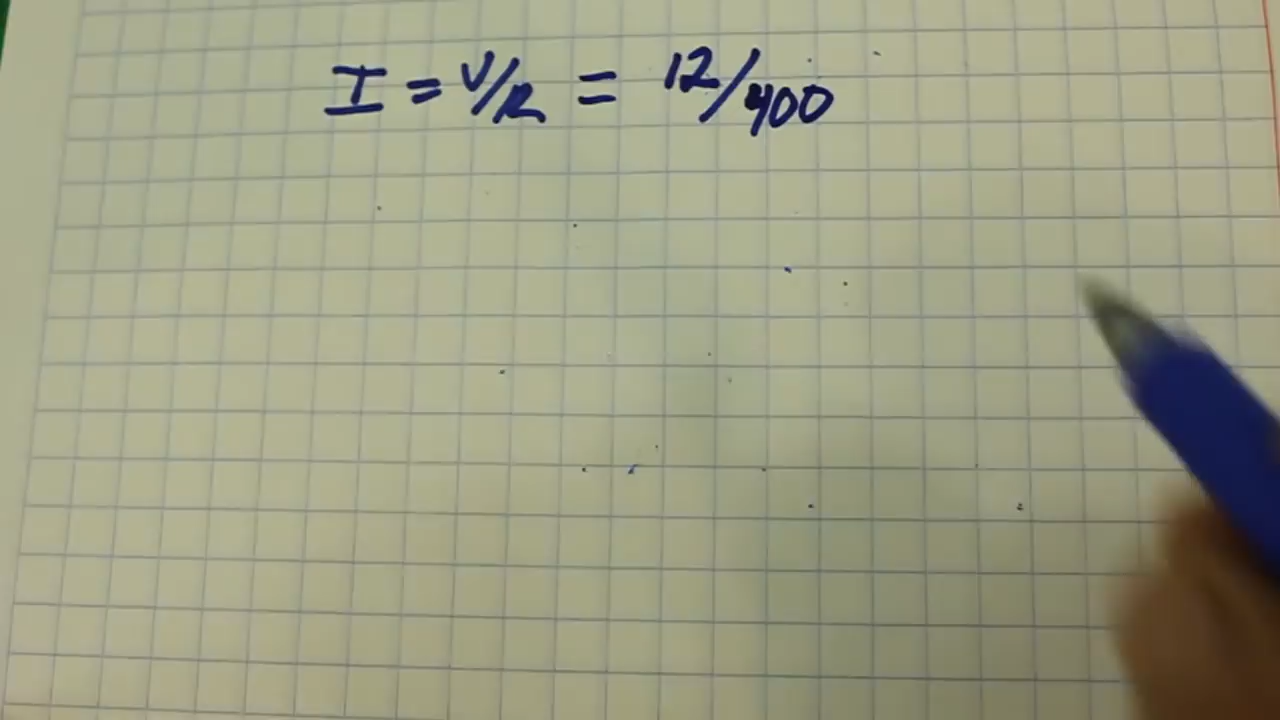 I = V/R = 12/400